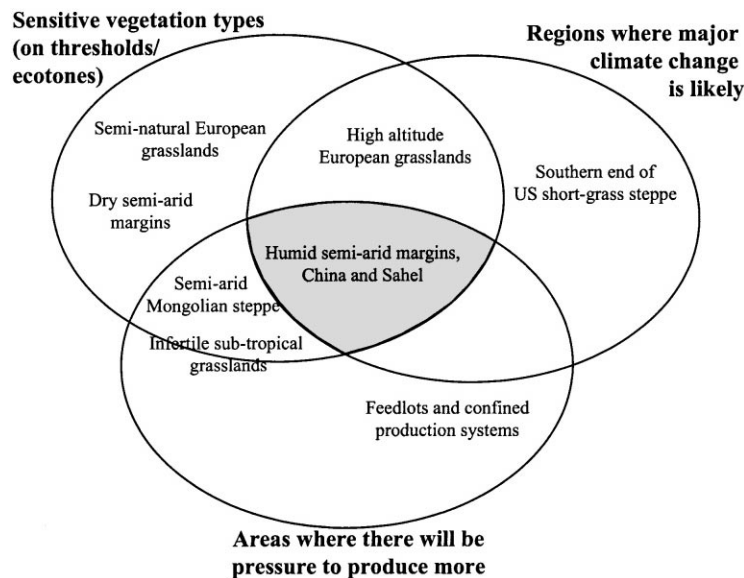 Sensitive vegetation types
(on thresholds/
ecotones)
Regions where major
climate change
is likely
Semi-natural European
grasslands
High altitude
European grasslands
Southern end of
US short-grass steppe
Dry semi-arid
margins
Humid semi-arid margins,
China and Sahel
Semi-arid
Mongolian steppe
Infertile sub-tropical
grasslands
Feedlots and confined
production systems
Areas where there will be
pressure to produce more